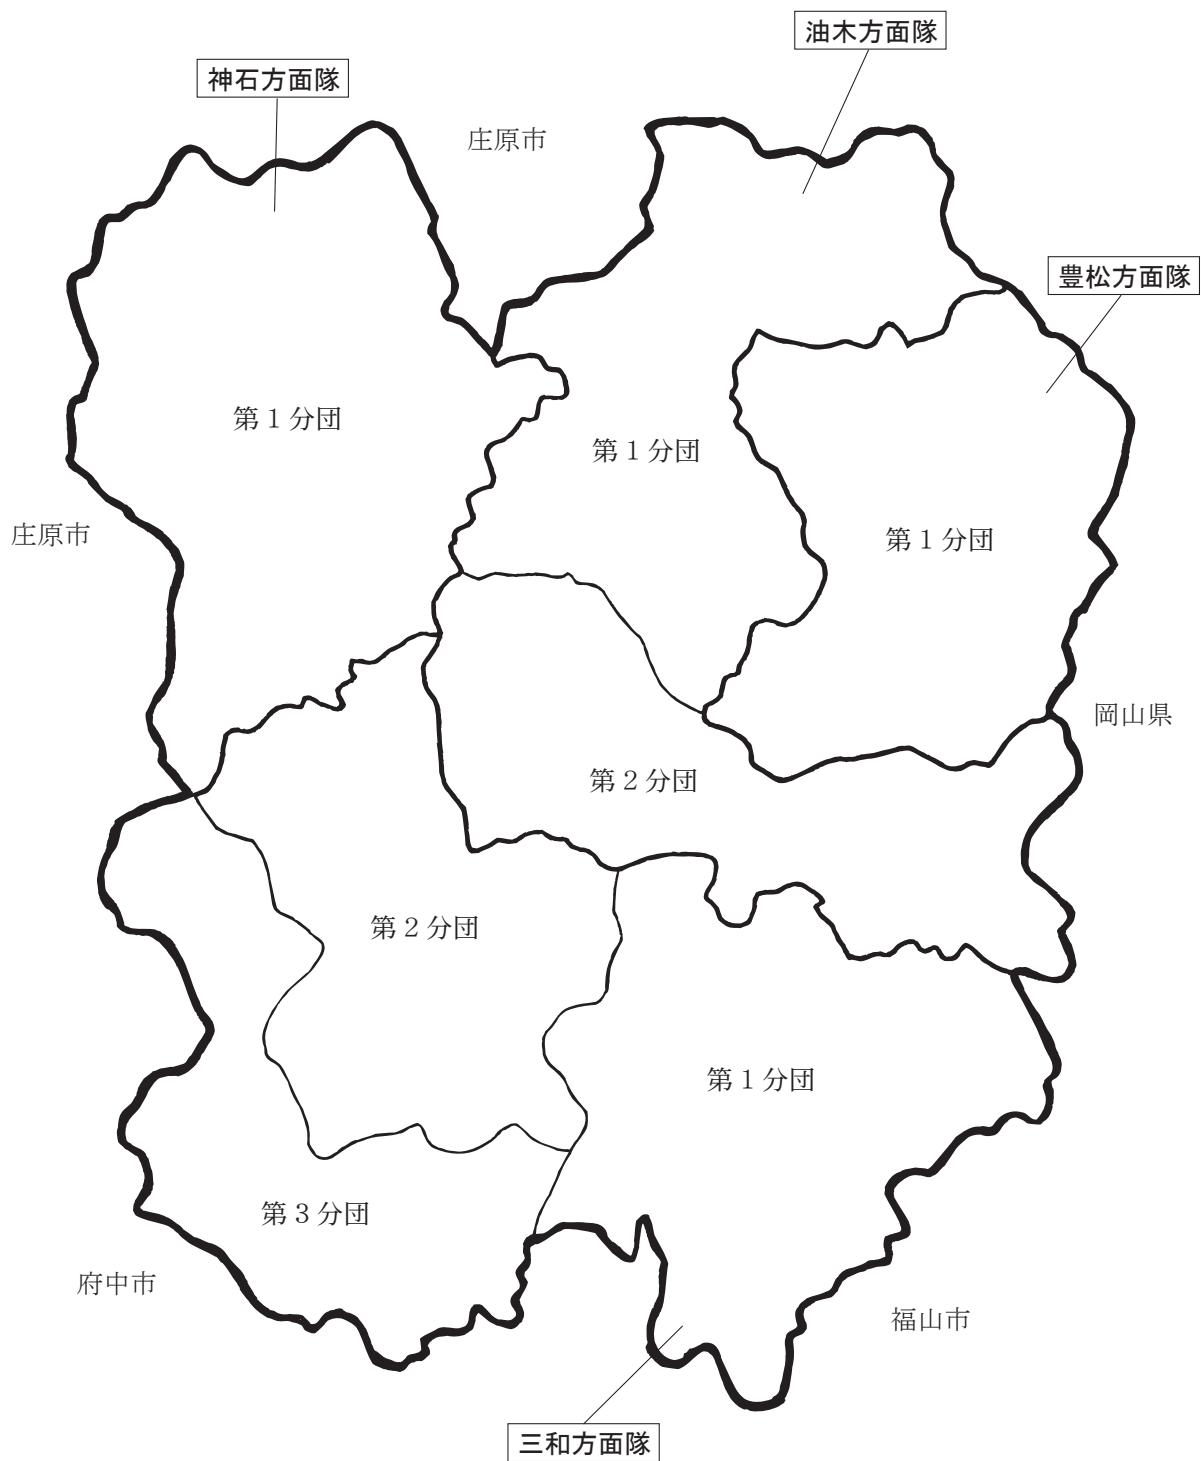 油木方面隊
神石方面隊
庄原市
豊松方面隊
第1分団
第1分団
庄原市
第1分団
岡山県
第2分団
第2分団
第1分団
第3分団
府中市
福山市
三和方面隊